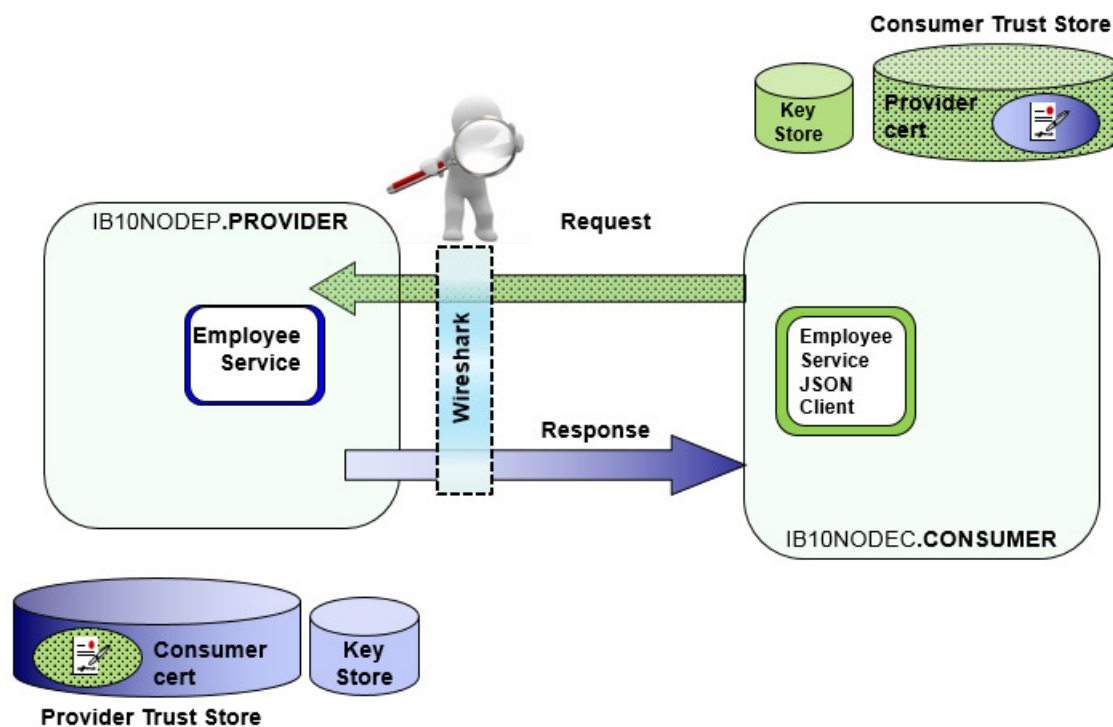 Consumer Trust Store
Key
Store
Provider
cert
IB10NODEP.PROVIDER
Request
Employee
Service
Wireshark
Employee
Service
JSON
Client
Response
IB10NODEC.CONSUMER
Consumer
cert
Key
Store
Provider Trust Store